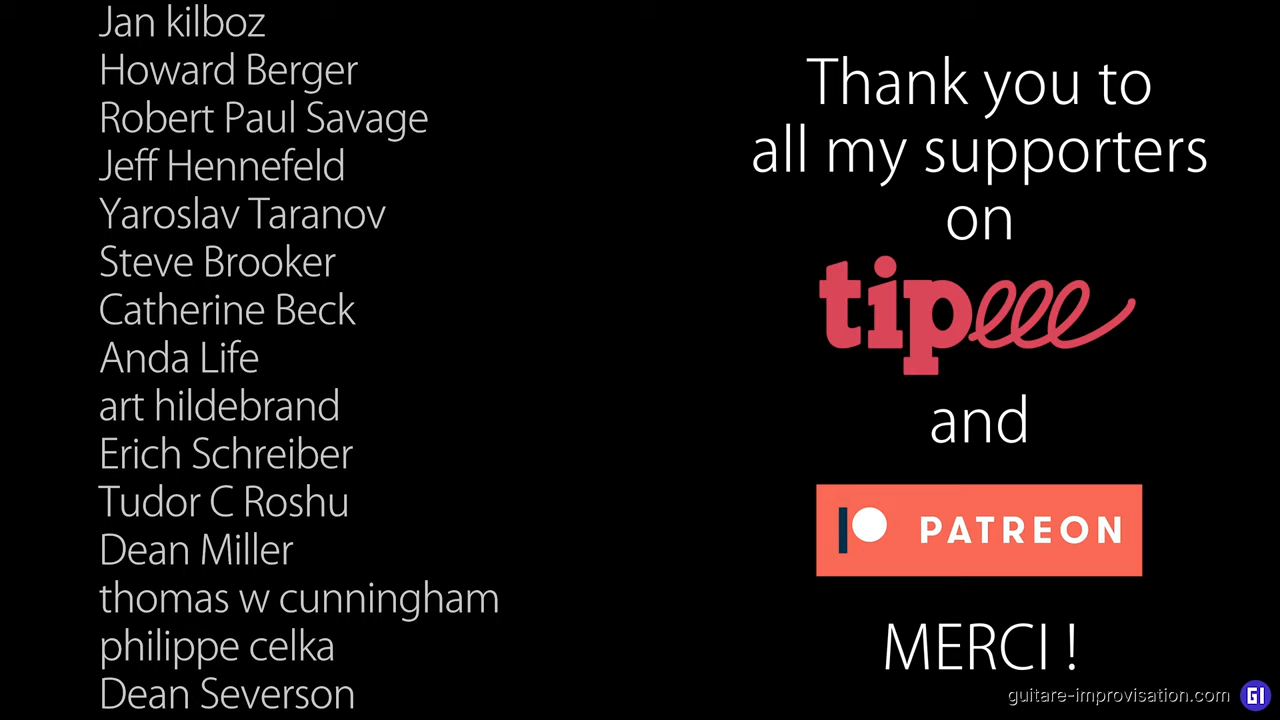 Jan kilboz
Howard Berger
Robert Paul Savage
Jeff Hennefeld
Yaroslav Taranov
Steve Brooker
Catherine Beck
Anda Life
art hildebrand
Erich Schreiber
Tudor C Roshu
Dean Miller
thomas w cunningham
philippe celka
Dean Severson
Thank you to
all my supporters
on
tipeee
and
PATREON
MERCI !
guitare-improvisation.com GI